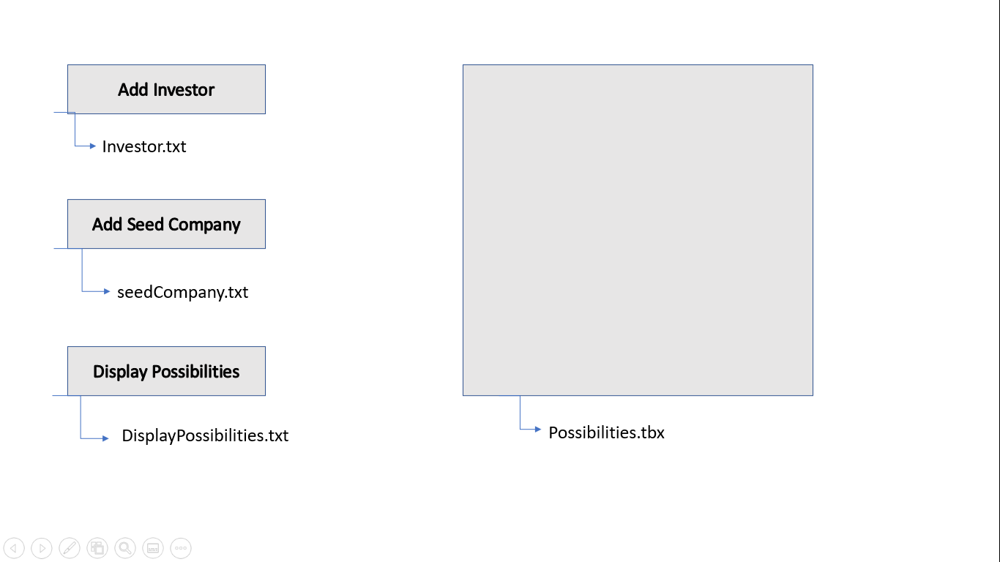 Add Investor
Investor.txt
Add Seed Company
seedCompany.txt
Display Possibilities
DisplayPossibilities.txt
Possibilities.tbx